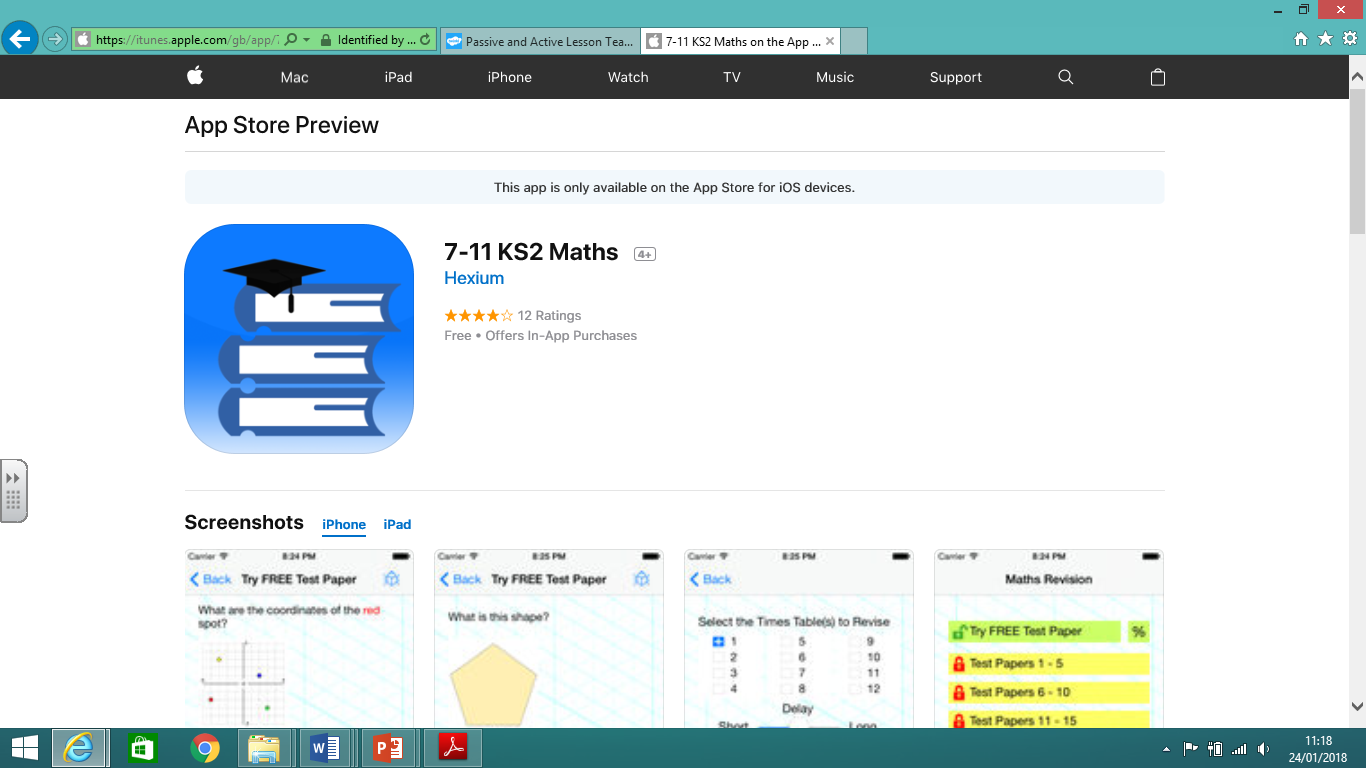 https://itunes.apple.com/gb/app/
Identified by ...
Passive and Active Lesson Tea...
7-11 KS2 Maths on the App ...
Mac
iPad
iPhone
Watch
TV
Music
Support
App Store Preview
This app is only available on the App Store for iOS devices.
7-11 KS2 Maths 4+
Hexium
★★★★☆ 12 Ratings
Free • Offers In-App Purchases
Screenshots iPhone iPad
Carrier 8:24 PM
Back Try FREE Test Paper
What are the coordinates of the red
spot?
Carrier 8:25 PM
Back Try FREE Test Paper
What is this shape?
Carrier 8:25 PM
Back
Select the Times Table(s) to Revise
1 5 9
2 6 10
3 7 11
4 8 12
Delay
Short Long
Carrier 8:24 PM
Maths Revision
Try FREE Test Paper %
Test Papers 1 - 5
Test Papers 6 - 10
Test Papers 11 - 15
11:18
24/01/2018